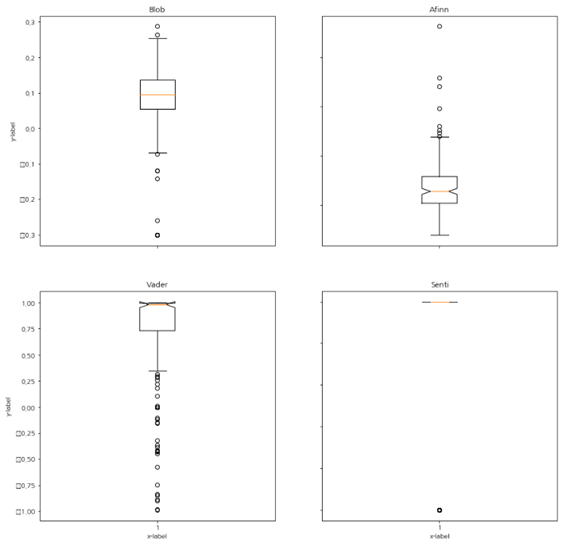 Blob
Afinn
0,3
0,2
0,1
0,0
□0,1
□0,2
□0,3
y-label
Vader
Senti
1,00
0,75
0,50
0,25
0,00
□0,25
□0,50
□0,75
□1,00
y-label
1
1
x-label
x-label